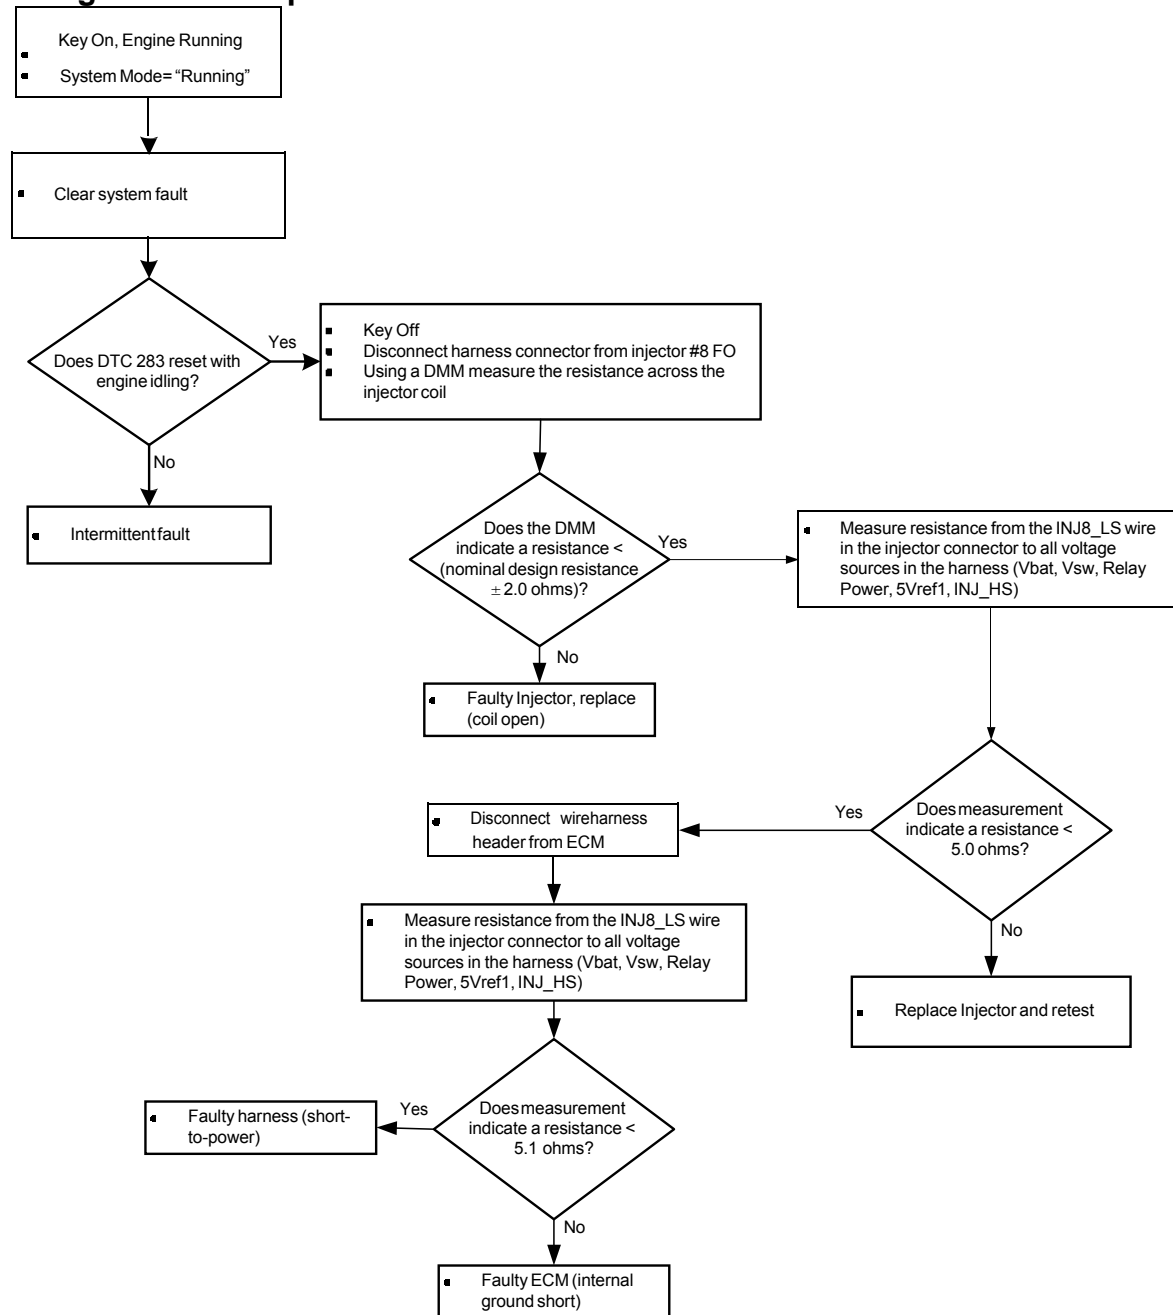 Key On, Engine Running
System Mode= “Running”
Clear system fault
Does DTC 283 reset with
engine idling?
Yes
No
Intermittent fault
Key Off
Disconnect harness connector from injector #8 FO
Using a DMM measure the resistance across the
injector coil
Does the DMM
indicate a resistance <
(nominal design resistance
± 2.0 ohms)?
Yes
No
Faulty Injector, replace
(coil open)
Measure resistance from the INJ8_LS wire
in the injector connector to all voltage
sources in the harness (Vbat, Vsw, Relay
Power, 5Vref1, INJ_HS)
Does measurement
indicate a resistance <
5.0 ohms?
Yes
No
Replace Injector and retest
Disconnect wireharness
header from ECM
Measure resistance from the INJ8_LS wire
in the injector connector to all voltage
sources in the harness (Vbat, Vsw, Relay
Power, 5Vref1, INJ_HS)
Does measurement
indicate a resistance <
5.1 ohms?
Yes
Faulty harness (short-
to-power)
No
Faulty ECM (internal
ground short)